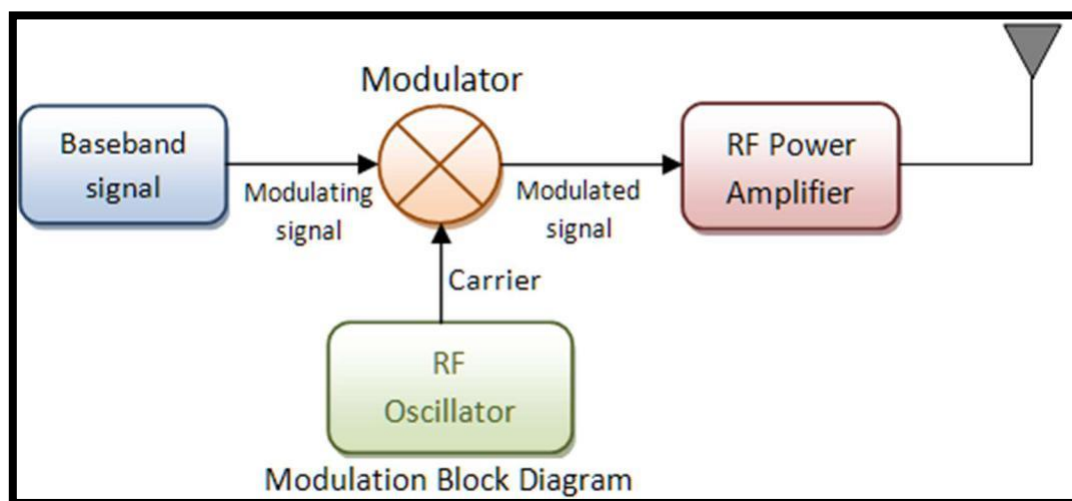 Modulator
Baseband
signal
Modulating
signal
Modulated
signal
RF Power
Amplifier
Carrier
RF
Oscillator
Modulation Block Diagram